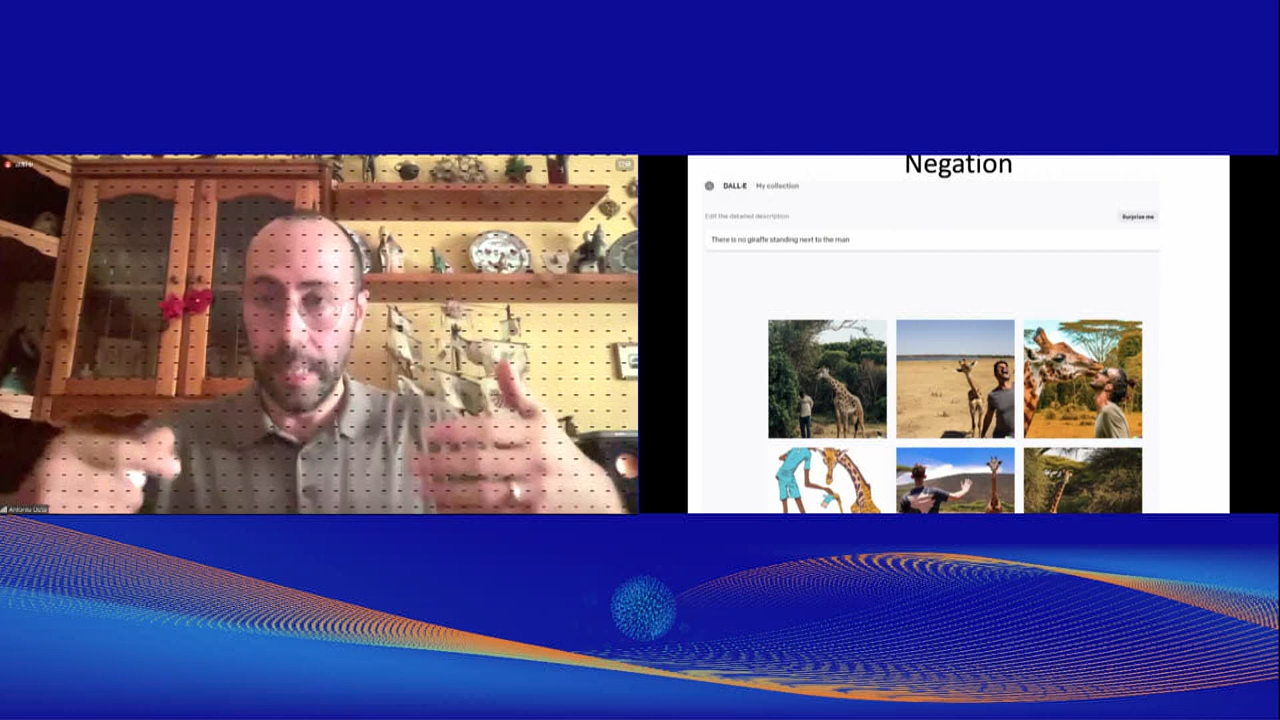 Negation
DALL·E My collection
Edit the detailed description
Surprise me
There is no giraffe standing next to the man